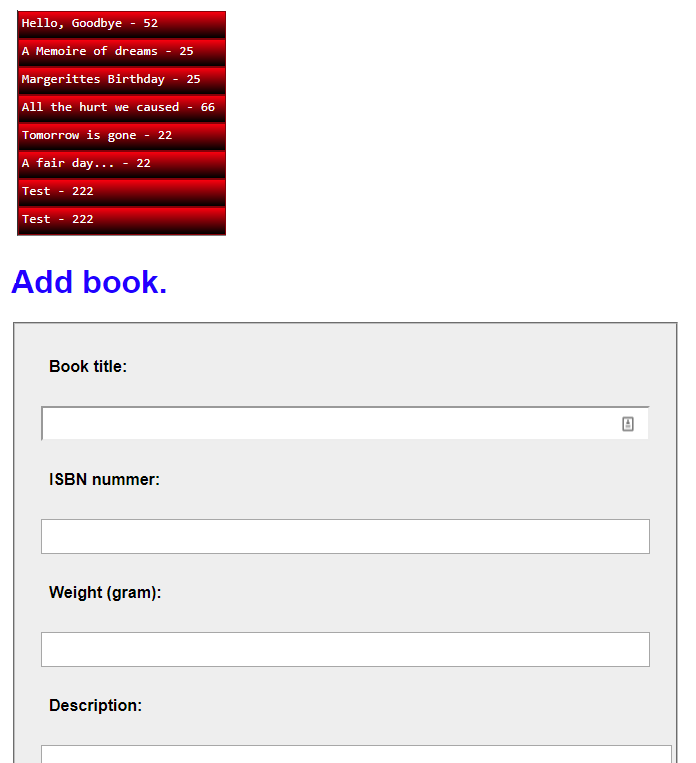 Hello, Goodbye - 52
A Memoire of dreams - 25
Margerittes Birthday - 25
All the hurt we caused - 66
Tomorrow is gone - 22
A fair day... - 22
Test - 222
Test - 222
Add book.
Book title:
ISBN nummer:
Weight (gram):
Description: